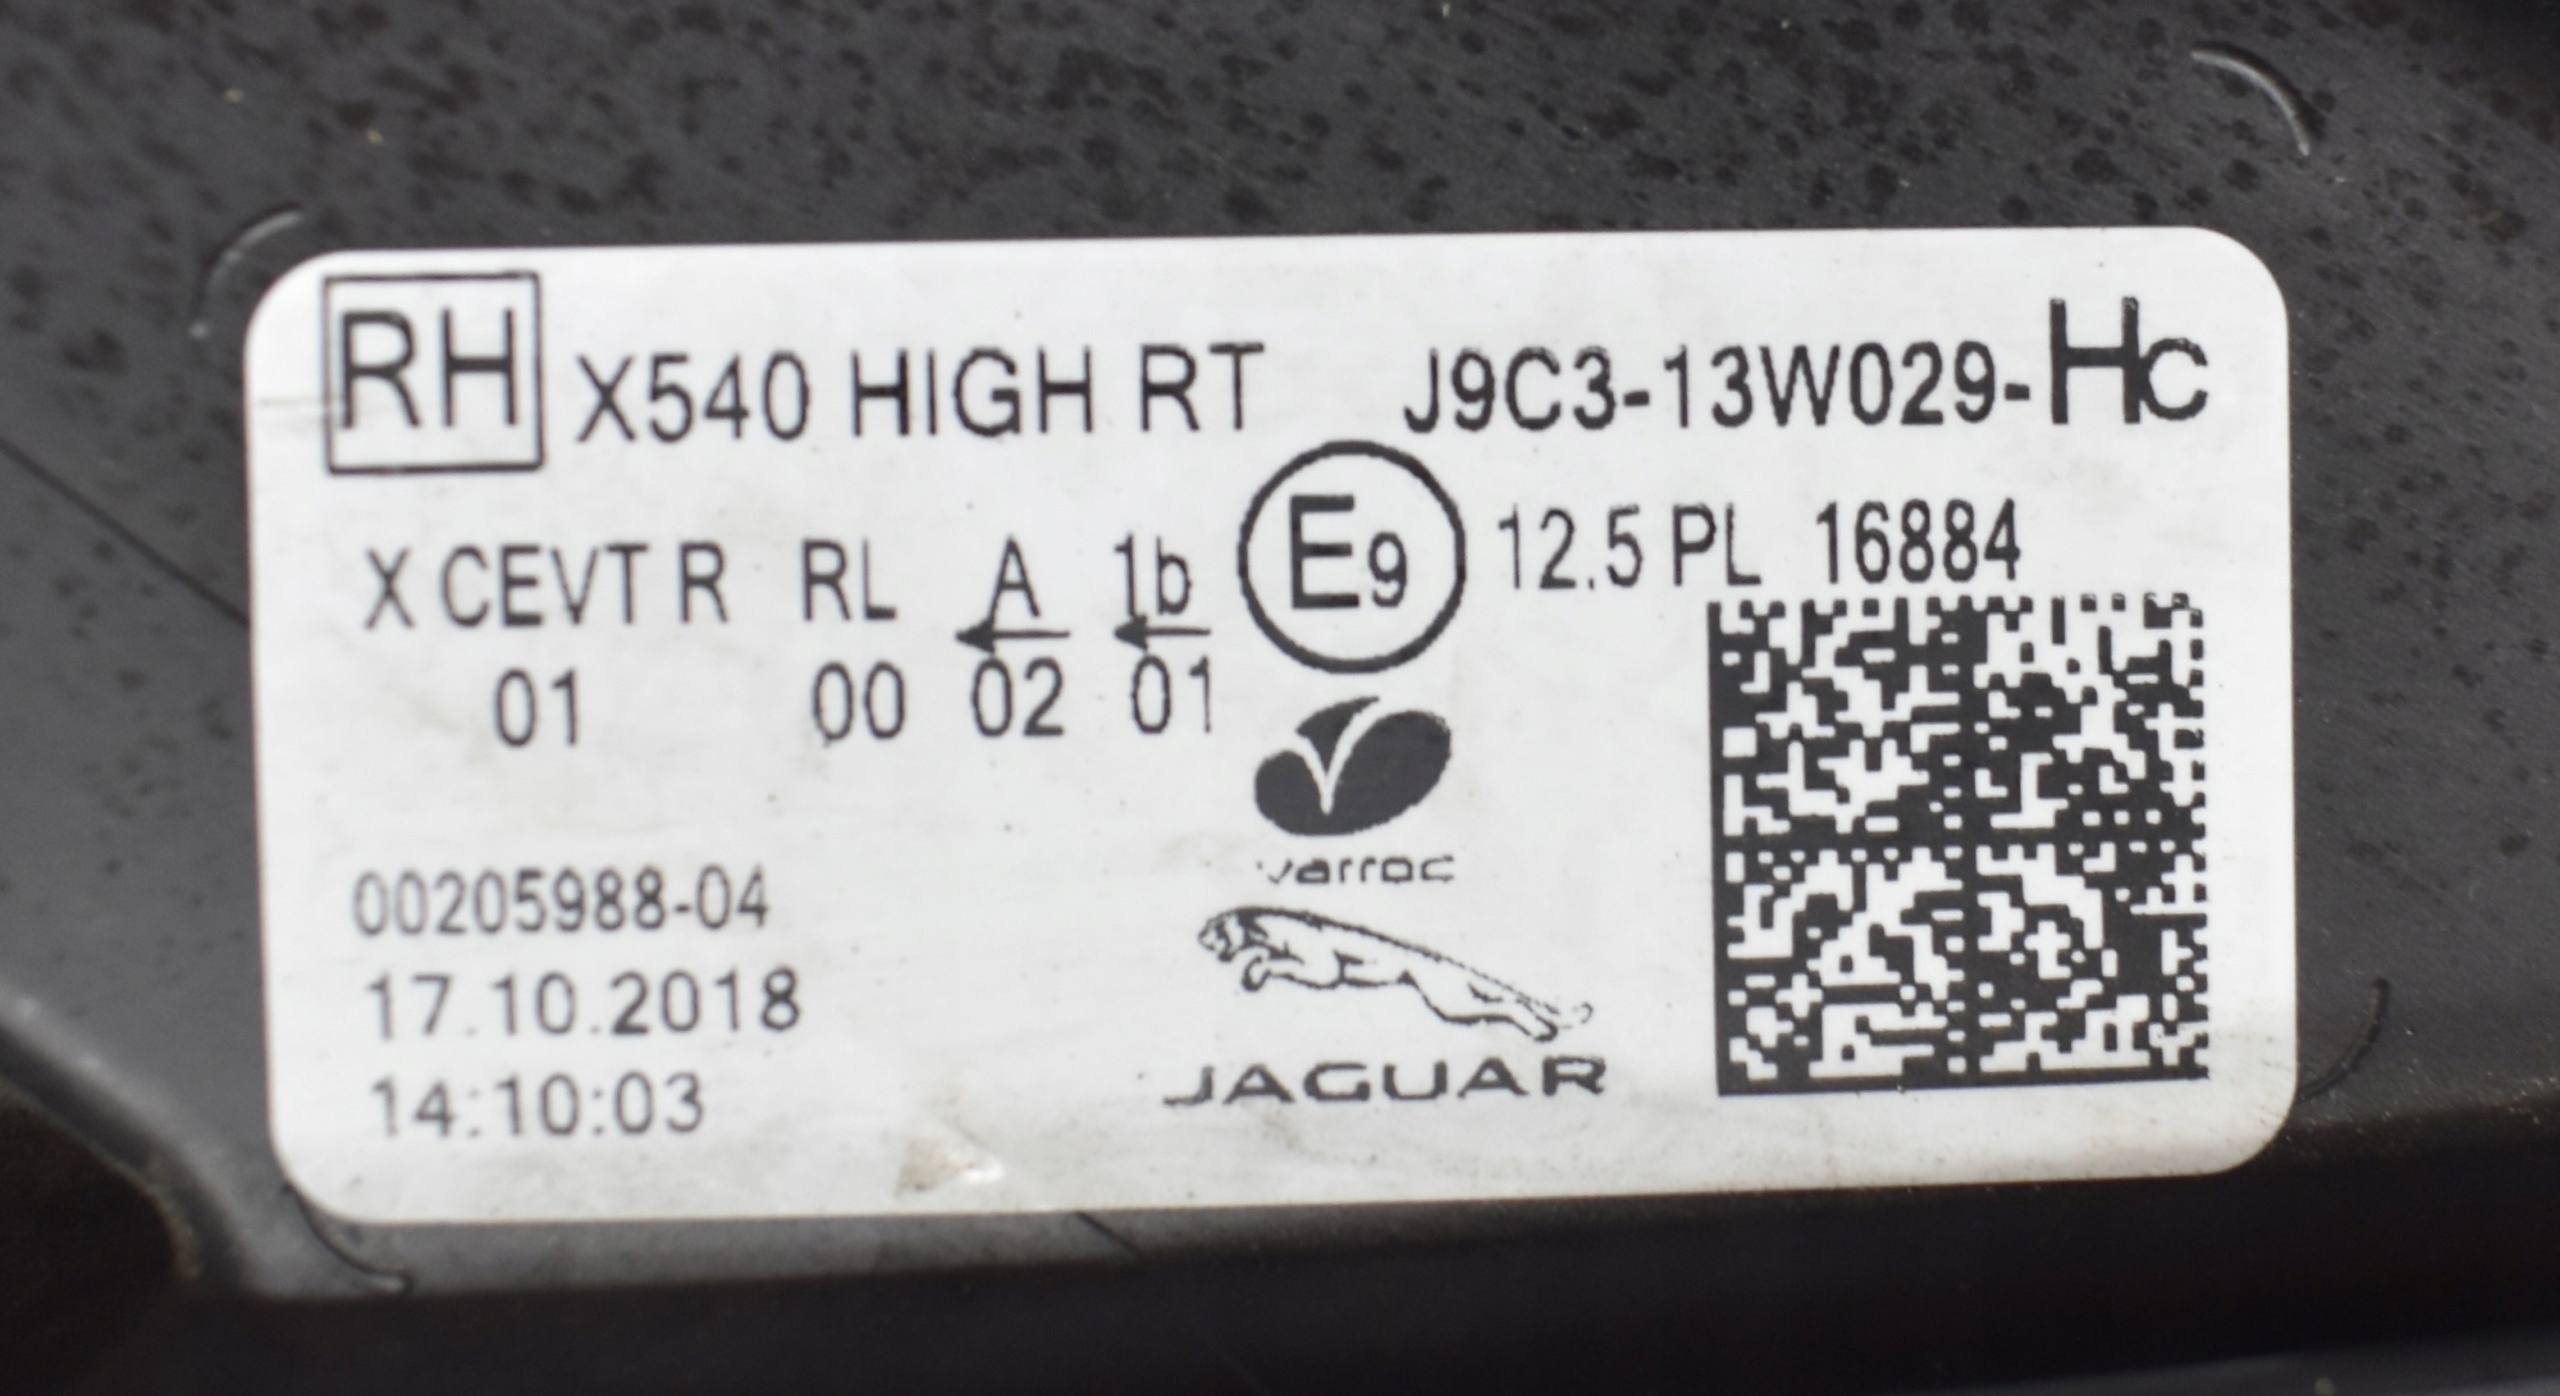 RH X540 HIGH RT J9C3-13W029-Hc
X CEVT R RL A 1b E9 12.5 PL 16884
01 00 02 01
varroc
00205988-04
17.10.2018
14:10:03
JAGUAR